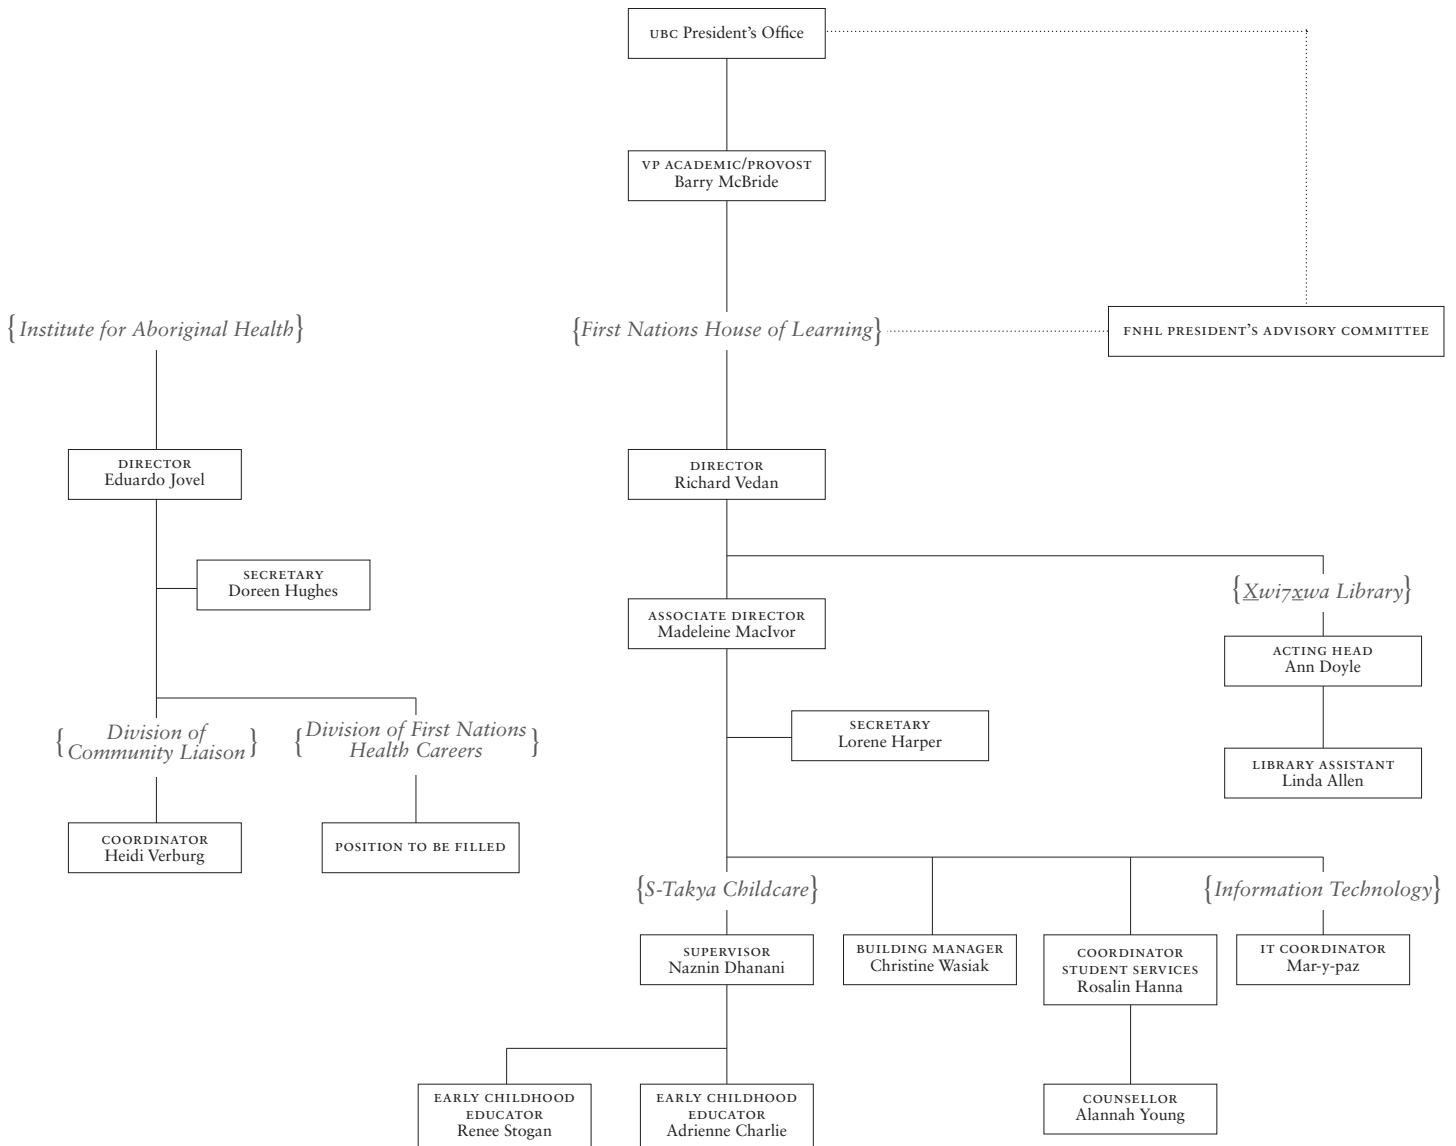 UBC President's Office
VP ACADEMIC/PROVOST
Barry McBride
{Institute for Aboriginal Health}
{First Nations House of Learning}
FNHL PRESIDENT'S ADVISORY COMMITTEE
DIRECTOR
Eduardo Jovel
DIRECTOR
Richard Vedan
SECRETARY
Doreen Hughes
{X̲wi7x̲wa Library}
ASSOCIATE DIRECTOR
Madeleine MacIvor
ACTING HEAD
Ann Doyle
SECRETARY
Lorene Harper
{Division of
Community Liaison}
{Division of First Nations
Health Careers}
LIBRARY ASSISTANT
Linda Allen
COORDINATOR
Heidi Verburg
POSITION TO BE FILLED
{S-Takya Childcare}
{Information Technology}
SUPERVISOR
Naznin Dhanani
BUILDING MANAGER
Christine Wasiak
COORDINATOR
STUDENT SERVICES
Rosalin Hanna
IT COORDINATOR
Mar-y-paz
EARLY CHILDHOOD
EDUCATOR
Renee Stogan
EARLY CHILDHOOD
EDUCATOR
Adrienne Charlie
COUNSELLOR
Alannah Young